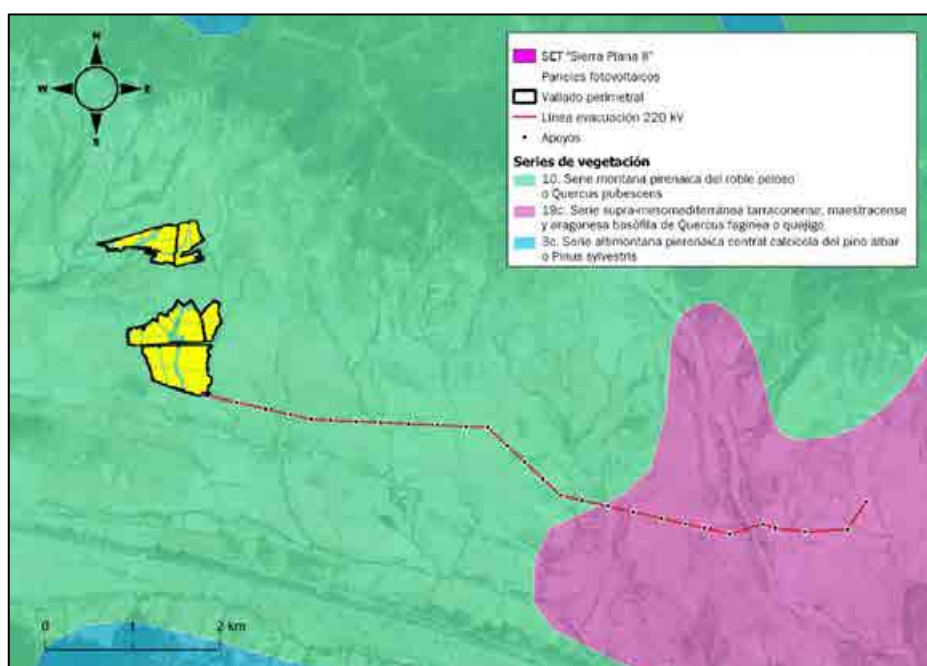 N
W
E
S
SET "Sierra Plana II"
Paneles fotovoltaicos
Vallado perimetral
Línea evacuación 220 kV
Apoyos
Series de vegetación
10. Serie montana pirenaica del roble peloso
o Quercus pubescens
19c. Serie supra-mesomediterránea tarraconense, maestracense
y aragonesa basófila de Quercus faginea o quejigo
3c. Serie altimontana pierenaica central calcícola del pino albar
o Pinus sylvestris
0 1 2 km